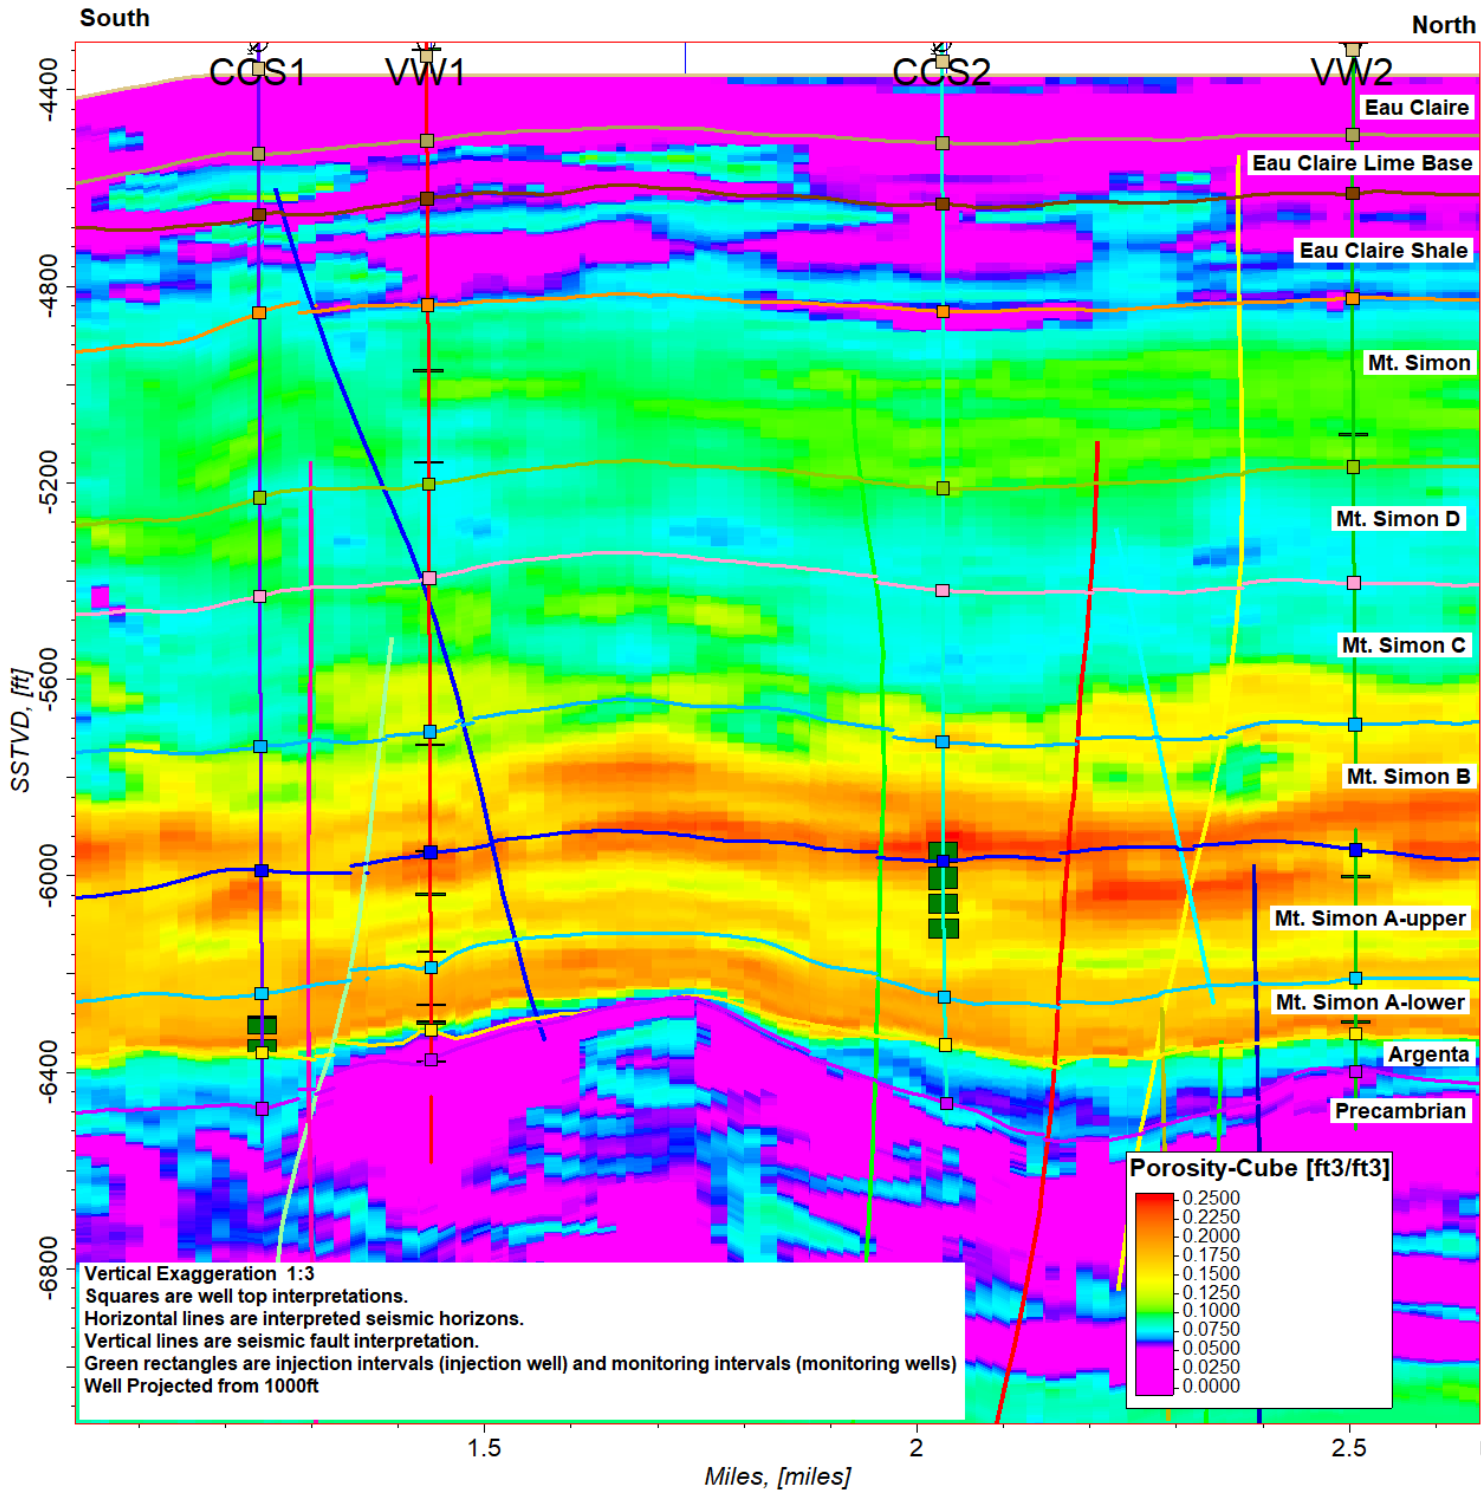 South
North
CCS1
VW1
CCS2
VW2
-4400
-4800
-5200
-5600
-6000
-6400
-6800
SSTVD, [ft]
Eau Claire
Eau Claire Lime Base
Eau Claire Shale
Mt. Simon
Mt. Simon D
Mt. Simon C
Mt. Simon B
Mt. Simon A-upper
Mt. Simon A-lower
Argenta
Precambrian
Porosity-Cube [ft3/ft3]
0.2500
0.2250
0.2000
0.1750
0.1500
0.1250
0.1000
0.0750
0.0500
0.0250
0.0000
Vertical Exaggeration 1:3
Squares are well top interpretations.
Horizontal lines are interpreted seismic horizons.
Vertical lines are seismic fault interpretation.
Green rectangles are injection intervals (injection well) and monitoring intervals (monitoring wells)
Well Projected from 1000ft
1.5
2
2.5
Miles, [miles]